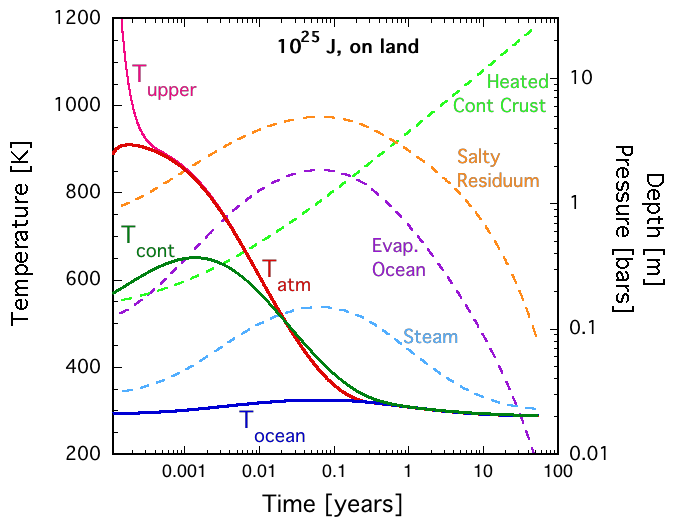 10^25 J, on land
1200
1000
800
600
400
200
Temperature [K]
T_upper
T_cont
T_atm
T_ocean
Heated
Cont Crust
Salty
Residuum
Evap.
Ocean
Steam
10
1
0.1
0.01
Pressure [bars]
Depth [m]
0.001
0.01
0.1
1
10
100
Time [years]